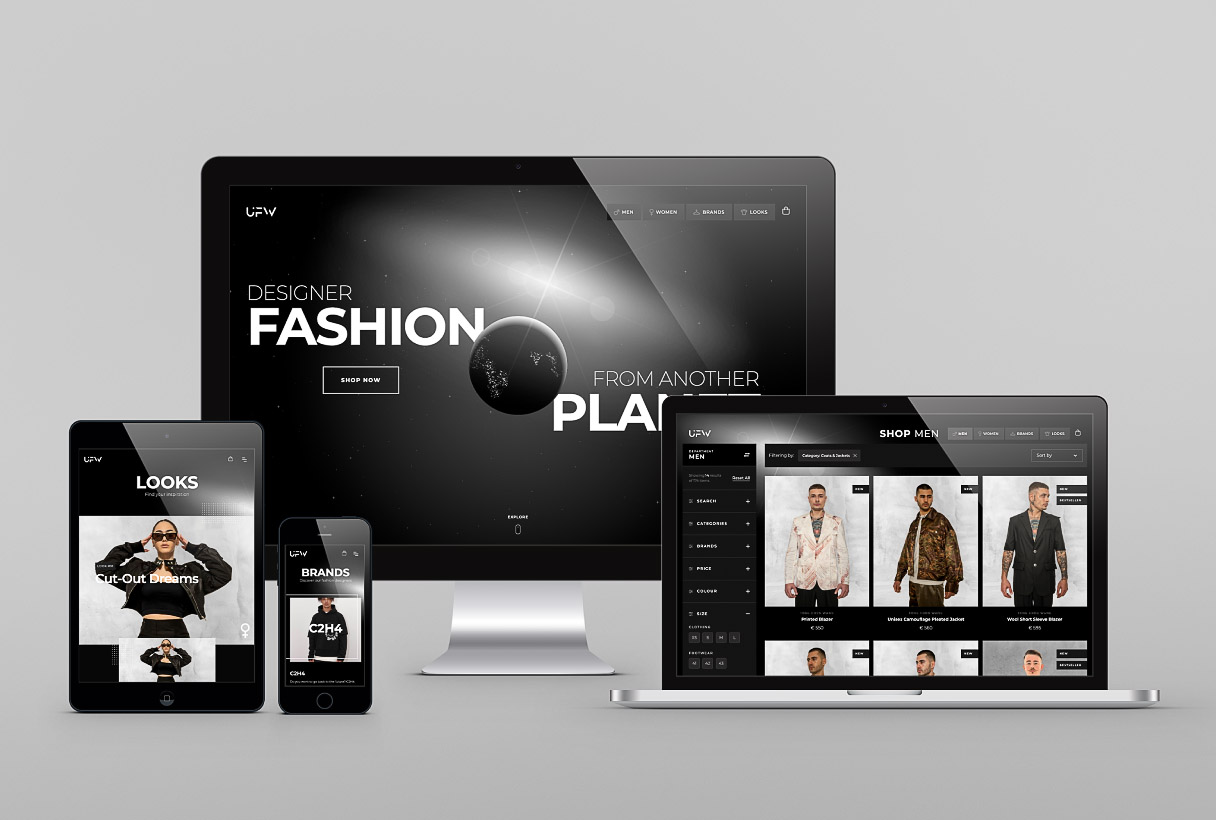 UFW
MEN
WOMEN
BRANDS
LOOKS
DESIGNER
FASHION
SHOP NOW
FROM ANOTHER
EXPLORE
UFW
LOOKS
Find your inspiration
Cut-Out Dreams
UFW
BRANDS
Discover our fashion designers
C2H4
C2H4
UFW
SHOP MEN
MEN
WOMEN
BRANDS
LOOKS
DEPARTMENT
MEN
Reset All
SEARCH
CATEGORIES
BRANDS
PRICE
COLOUR
SIZE
CLOTHING
XS S M L
FOOTWEAR
41 42 43
Filtering by: Category: Coats & Jackets ×
Sort by
NEW
Printed Blazer
€ 550
NEW
Unisex Camouflage Pleated Jacket
€ 560
NEW
BESTSELLER
Wool Short Sleeve Blazer
€ 595
NEW
NEW
NEW
BESTSELLER